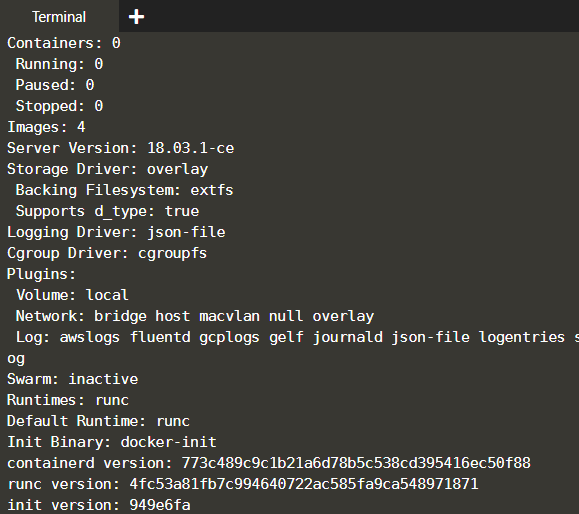 Terminal
Containers: 0
Running: 0
Paused: 0
Stopped: 0
Images: 4
Server Version: 18.03.1-ce
Storage Driver: overlay
Backing Filesystem: extfs
Supports d_type: true
Logging Driver: json-file
Cgroup Driver: cgroupfs
Plugins:
Volume: local
Network: bridge host macvlan null overlay
Log: awslogs fluentd gcplogs gelf journald json-file logentries s
og
Swarm: inactive
Runtimes: runc
Default Runtime: runc
Init Binary: docker-init
containerd version: 773c489c9c1b21a6d78b5c538cd395416ec50f88
runc version: 4fc53a81fb7c994640722ac585fa9ca548971871
init version: 949e6fa